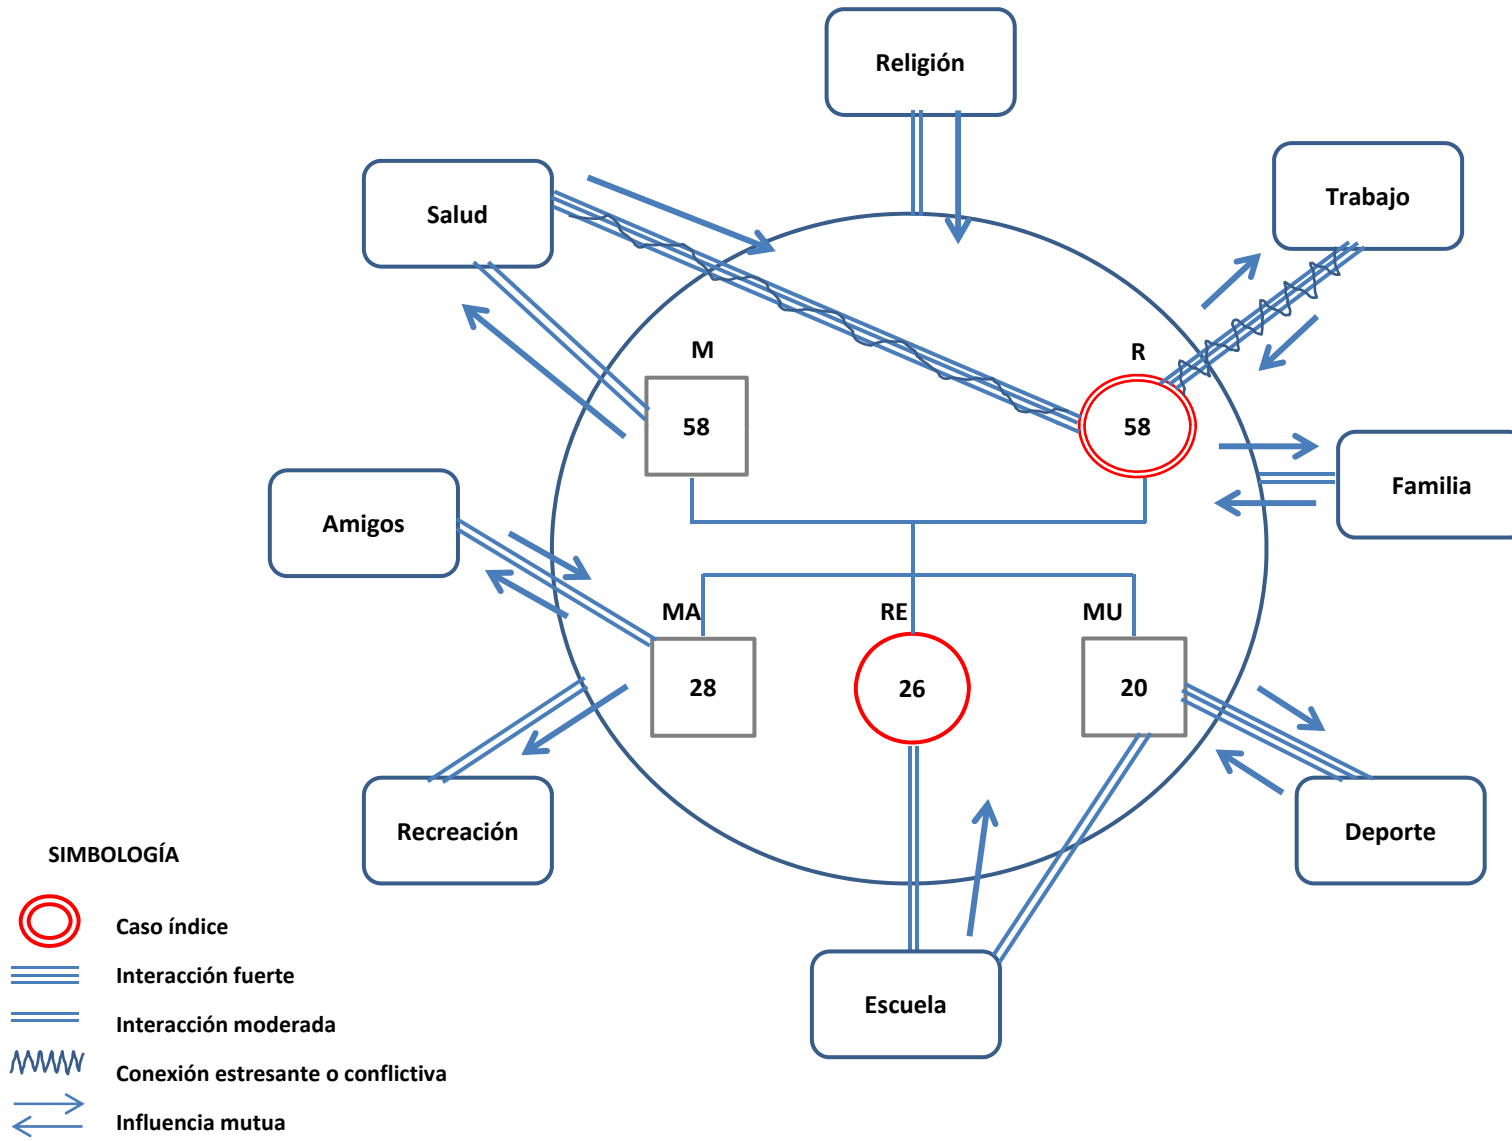 Religión
Trabajo
Salud
M
R
58
58
Familia
Amigos
MA
RE
MU
28
26
20
Recreación
Deporte
SIMBOLOGÍA
Caso índice
Interacción fuerte
Escuela
Interacción moderada
Conexión estresante o conflictiva
Influencia mutua